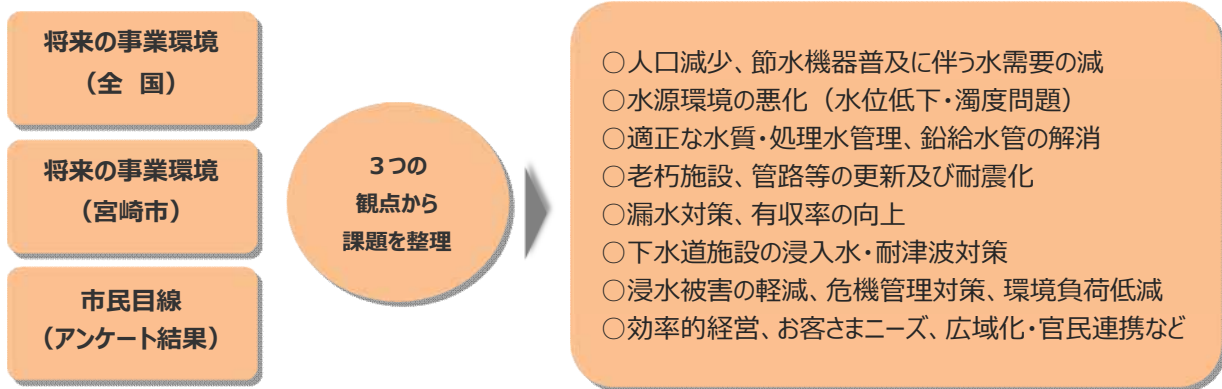 将来の事業環境
(全 国)
将来の事業環境
(宮崎市)
市民目線
(アンケート結果)
3つの
観点から
課題を整理
○人口減少、節水機器普及に伴う水需要の減
○水源環境の悪化（水位低下・濁度問題）
○適正な水質・処理水管理、鉛給水管の解消
○老朽施設、管路等の更新及び耐震化
○漏水対策、有収率の向上
○下水道施設の浸入水・耐津波対策
○浸水被害の軽減、危機管理対策、環境負荷低減
○効率的経営、お客さまニーズ、広域化・官民連携など